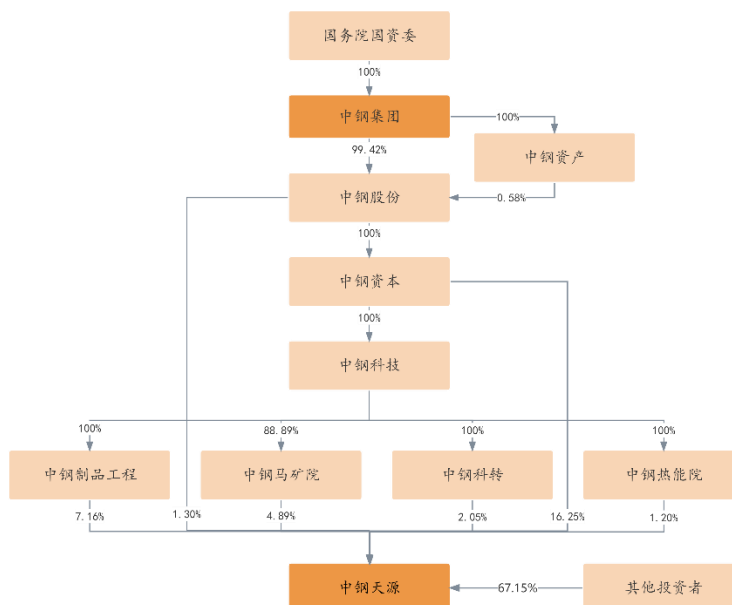 国务院国资委
100%
中钢集团
100%
99.42%
中钢资产
中钢股份
0.58%
100%
中钢资本
100%
中钢科技
100%
88.89%
100%
100%
中钢制品工程
中钢马矿院
中钢科转
中钢热能院
7.16%
1.30%
4.89%
2.05%
16.25%
1.20%
中钢天源
67.15%
其他投资者